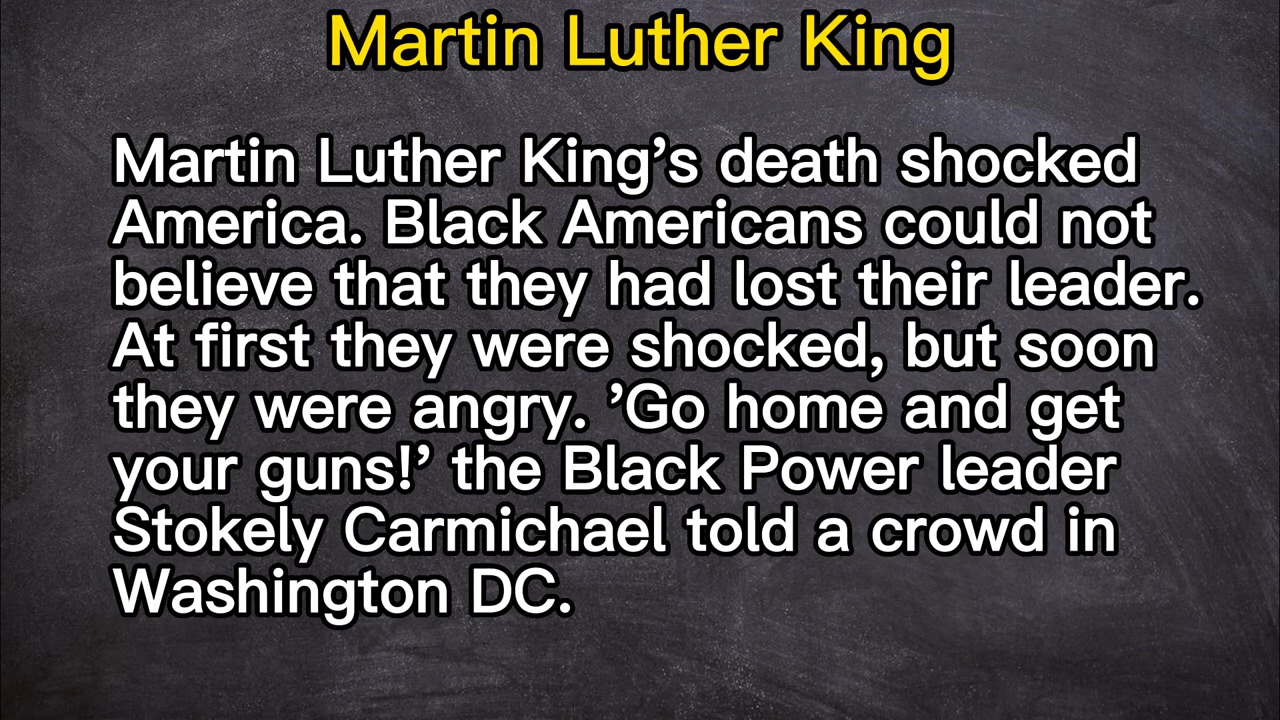 Martin Luther King
Martin Luther King’s death shocked
America. Black Americans could not
believe that they had lost their leader.
At first they were shocked, but soon
they were angry. ’Go home and get
your guns!’ the Black Power leader
Stokely Carmichael told a crowd in
Washington DC.